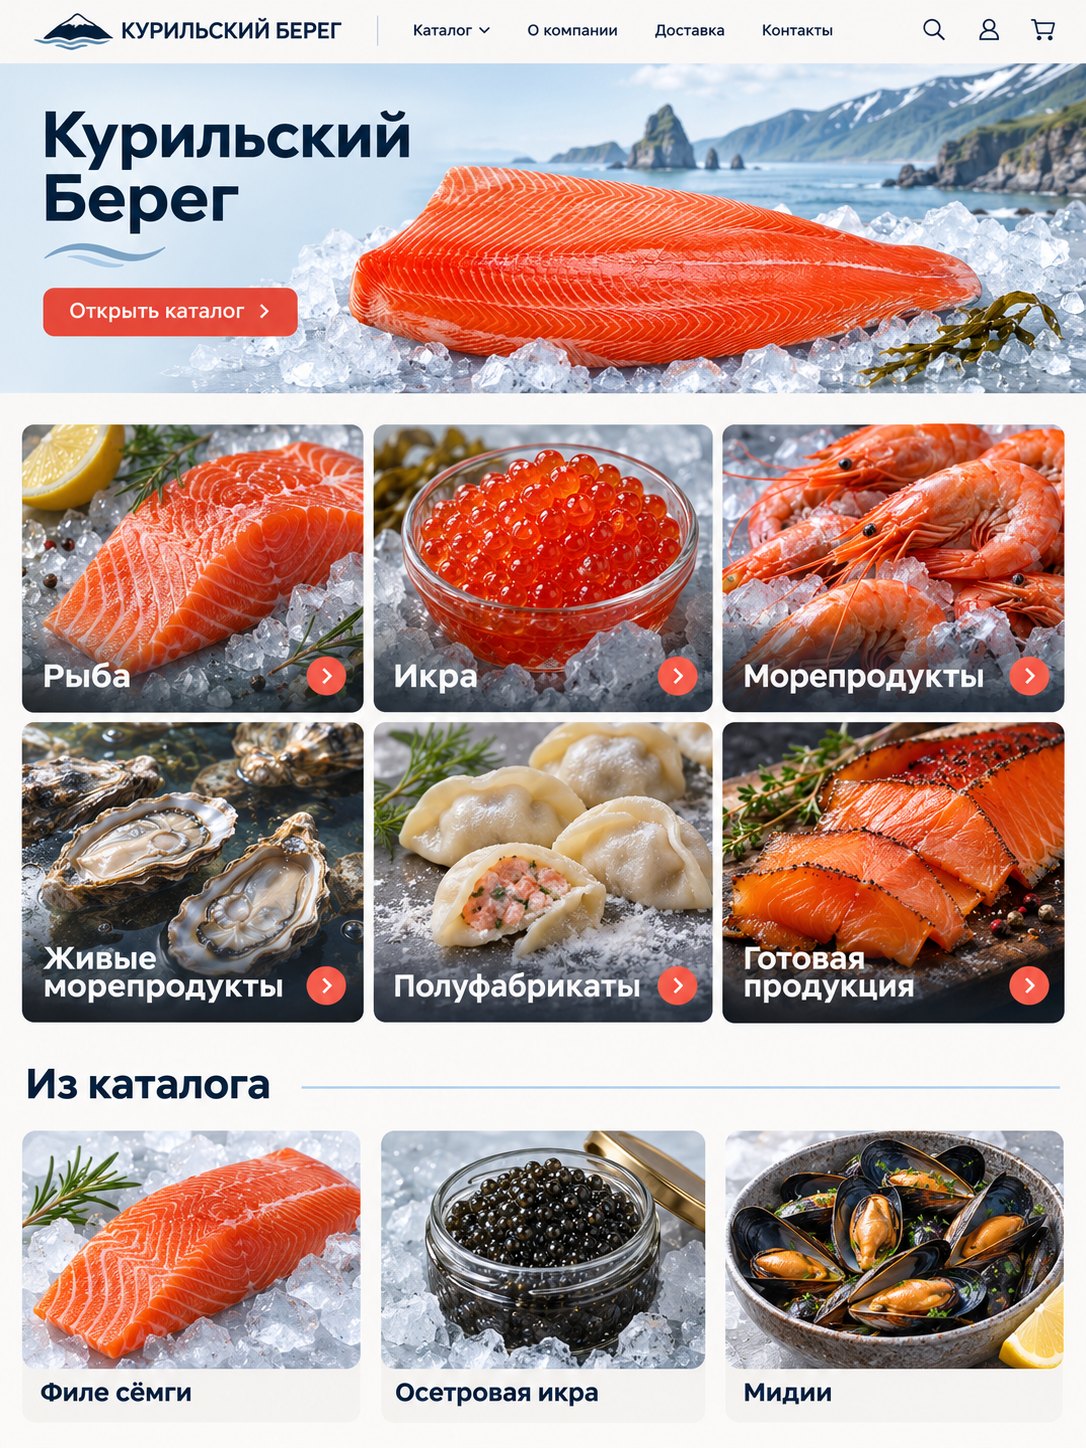 КУРИЛЬСКИЙ БЕРЕГ
Каталог
О компании
Доставка
Контакты
Курильский
Берег
Открыть каталог
Рыба
Икра
Морепродукты
Живые
морепродукты
Полуфабрикаты
Готовая
продукция
Из каталога
Филе сёмги
Осетровая икра
Мидии